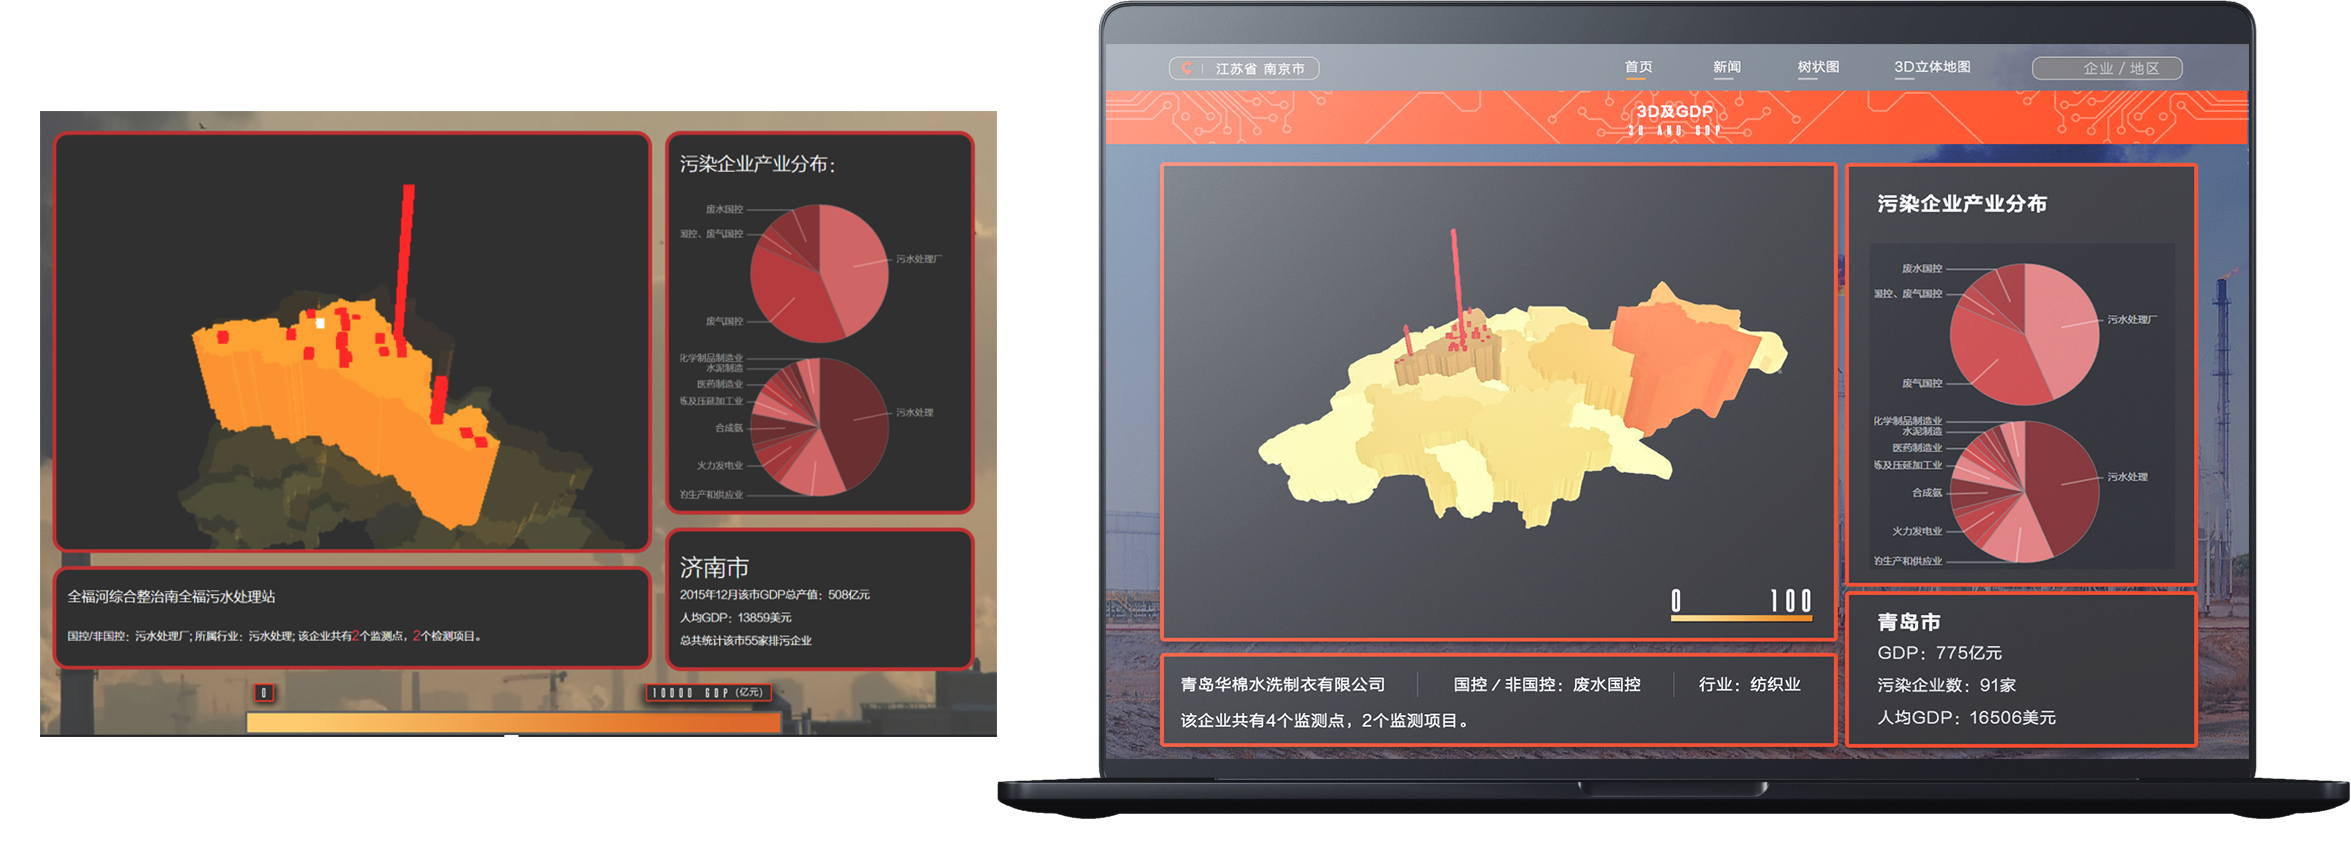 污染企业产业分布：
废水国控
国控、废气国控
污水处理厂
废气国控
化学制品制造业
水泥制造
医药制造业
炼及压延加工业
污水处理
合成氨
火力发电业
的生产和供应业
全福河综合整治南全福污水处理站
国控/非国控：污水处理厂; 所属行业：污水处理; 该企业共有2个监测点，2个检测项目。
济南市
2015年12月该市GDP总产值：508亿元
人均GDP：13859美元
总共统计该市55家排污企业
0
10000 GDP (亿元)
江苏省 南京市
首页
新闻
树状图
3D立体地图
企业 / 地区
3D及GDP
3D AND GDP
0 100
污染企业产业分布
废水国控
国控、废气国控
污水处理厂
废气国控
化学制品制造业
水泥制造
医药制造业
炼及压延加工业
污水处理
合成氨
火力发电业
的生产和供应业
青岛华棉水洗制衣有限公司
国控 / 非国控：废水国控
行业：纺织业
该企业共有4个监测点，2个监测项目。
青岛市
GDP：775亿元
污染企业数：91家
人均GDP：16506美元